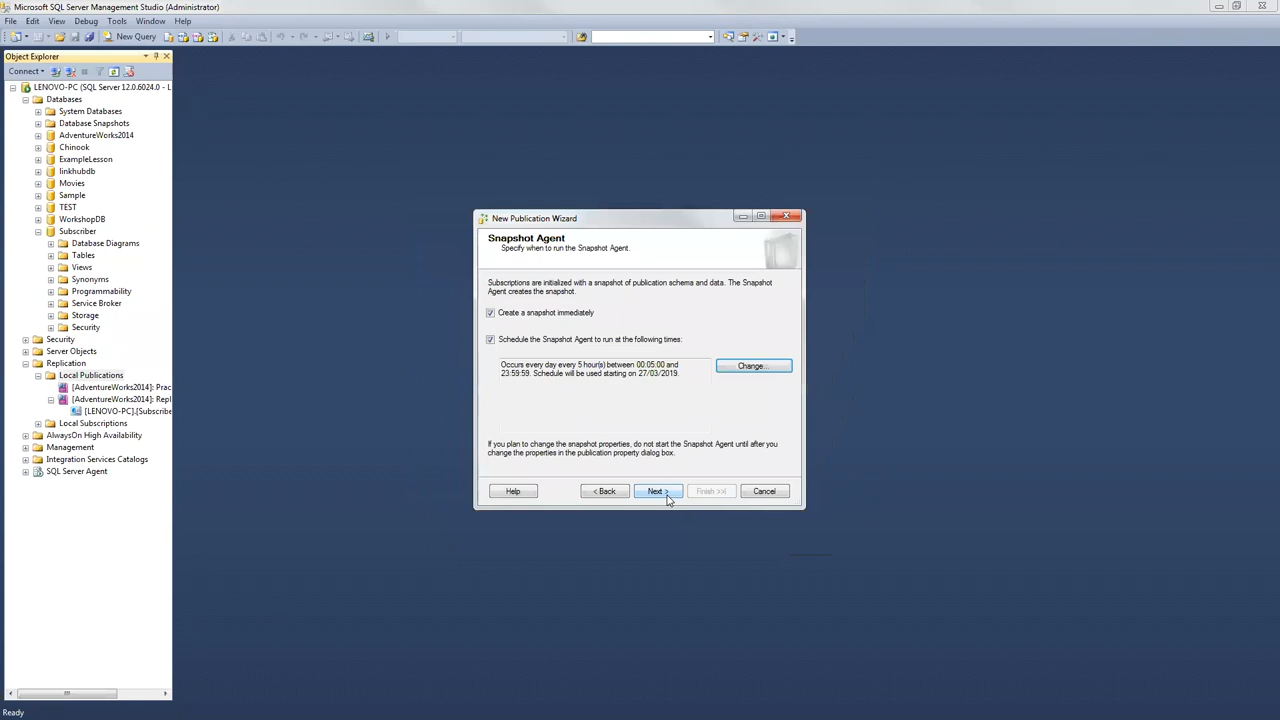 Microsoft SQL Server Management Studio (Administrator)
File Edit View Debug Tools Window Help
New Query
Object Explorer
Connect
LENOVO-PC (SQL Server 12.0.6024.0 - L
Databases
System Databases
Database Snapshots
AdventureWorks2014
Chinook
ExampleLesson
linkhubdb
Movies
Sample
TEST
WorkshopDB
Subscriber
Database Diagrams
Tables
Views
Synonyms
Programmability
Service Broker
Storage
Security
Security
Server Objects
Replication
Local Publications
[AdventureWorks2014]: Prac
[AdventureWorks2014]: Repl
[LENOVO-PC].[Subscribe
Local Subscriptions
AlwaysOn High Availability
Management
Integration Services Catalogs
SQL Server Agent
New Publication Wizard
Snapshot Agent
Specify when to run the Snapshot Agent.
Subscriptions are initialized with a snapshot of publication schema and data. The Snapshot
Agent creates the snapshot.
Create a snapshot immediately
Schedule the Snapshot Agent to run at the following times:
Occurs every day every 5 hour(s) between 00:05:00 and
23:59:59. Schedule will be used starting on 27/03/2019.
Change...
If you plan to change the snapshot properties, do not start the Snapshot Agent until after you
change the properties in the publication property dialog box.
Help < Back Next > Finish >>| Cancel
Ready